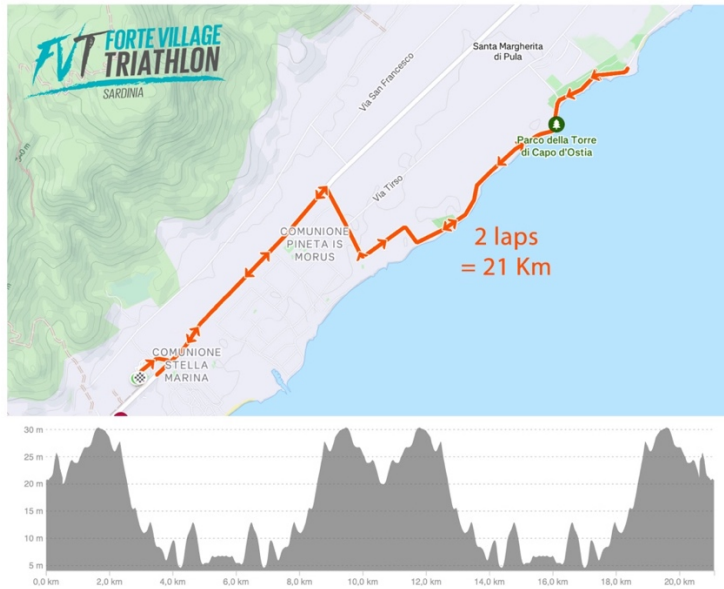 FVT FORTE VILLAGE
TRIATHLON
SARDINIA
Santa Margherita
di Pula
Via San Francesco
Parco della Torre
di Capo d'Ostia
Via Tirso
COMUNIONE
PINETA IS
MORUS
2 laps
= 21 Km
COMUNIONE
STELLA
MARINA
30 m
25 m
20 m
15 m
10 m
5 m
0,0 km 2,0 km 4,0 km 6,0 km 8,0 km 10,0 km 12,0 km 14,0 km 16,0 km 18,0 km 20,0 km